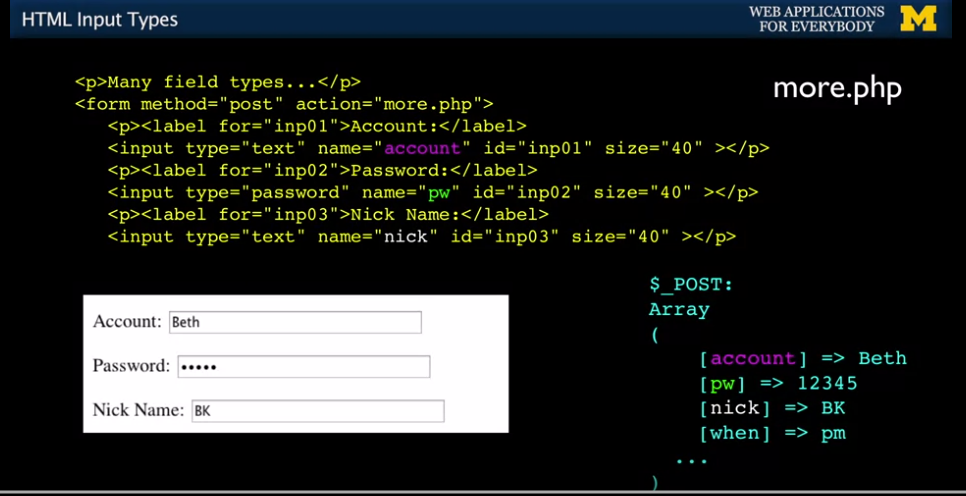 HTML Input Types
WEB APPLICATIONS
FOR EVERYBODY
M
more.php
<p>Many field types...</p>
<form method="post" action="more.php">
<p><label for="inp01">Account:</label>
<input type="text" name="account" id="inp01" size="40" ></p>
<p><label for="inp02">Password:</label>
<input type="password" name="pw" id="inp02" size="40" ></p>
<p><label for="inp03">Nick Name:</label>
<input type="text" name="nick" id="inp03" size="40" ></p>
Account: Beth
Password: •••••
Nick Name: BK
$_POST:
Array
(
[account] => Beth
[pw] => 12345
[nick] => BK
[when] => pm
...
)